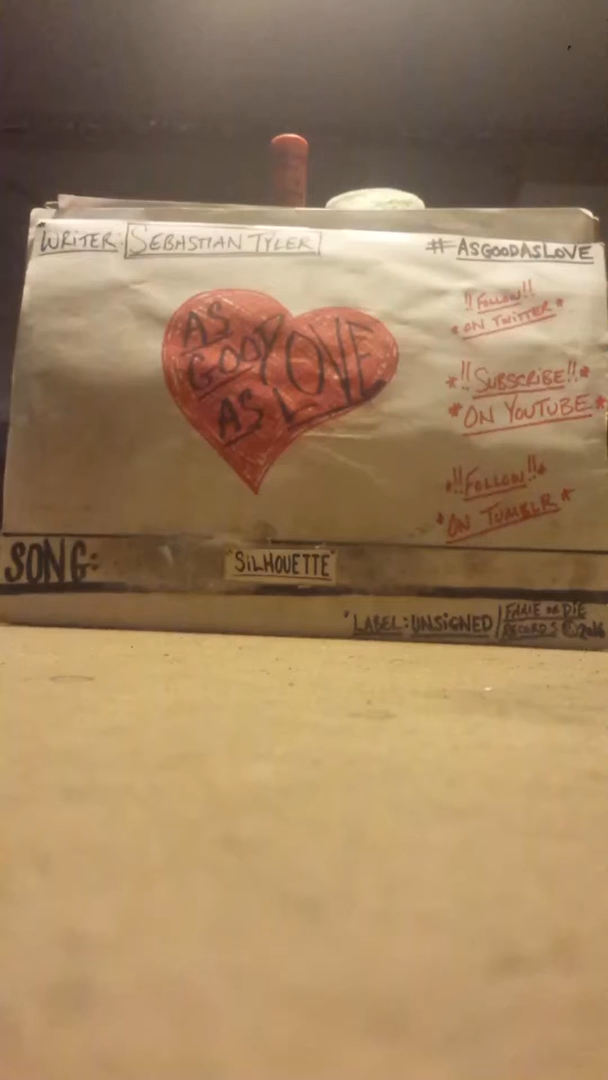 WRITER: SEBASTIAN TYLER
#ASGOODASLOVE
AS
GOOD
AS LOVE
!!FOLLOW!!
*ON TWITTER*
*!!SUBSCRIBE!!*
*ON YOUTUBE*
*!!FOLLOW!!*
*ON TUMBLR*
SONG: "SILHOUETTE"
*LABEL: UNSIGNED/FAME OR DIE
RECORDS ©2016